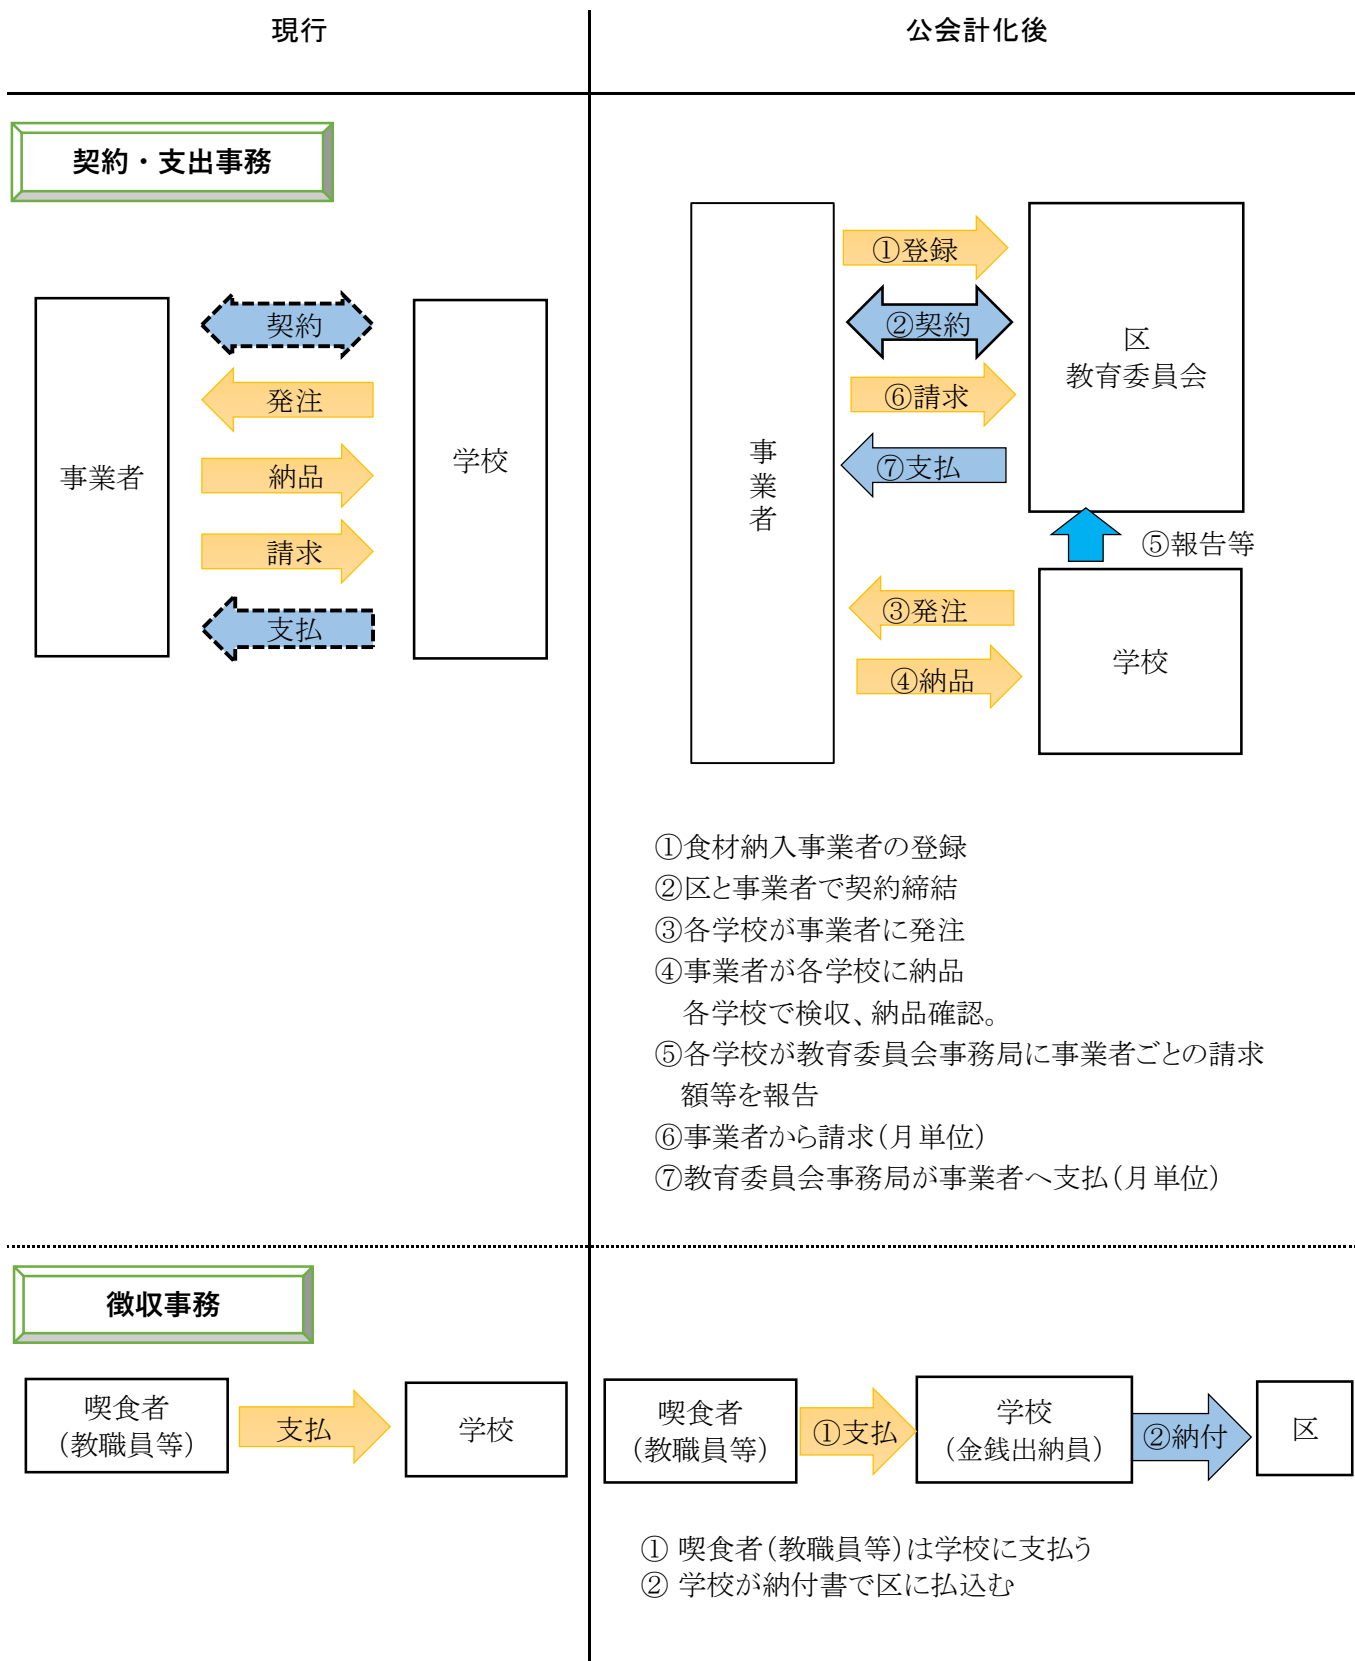 現行
公会計化後
契約・支出事務
事業者
契約
発注
納品
請求
支払
学校
事業者
①登録
②契約
⑥請求
⑦支払
区
教育委員会
⑤報告等
③発注
④納品
学校
①食材納入事業者の登録
②区と事業者で契約締結
③各学校が事業者に発注
④事業者が各学校に納品
各学校で検収、納品確認。
⑤各学校が教育委員会事務局に事業者ごとの請求
額等を報告
⑥事業者から請求(月単位)
⑦教育委員会事務局が事業者へ支払(月単位)
徴収事務
喫食者
(教職員等)
支払
学校
喫食者
(教職員等)
①支払
学校
(金銭出納員)
②納付
区
① 喫食者(教職員等)は学校に支払う
② 学校が納付書で区に払込む